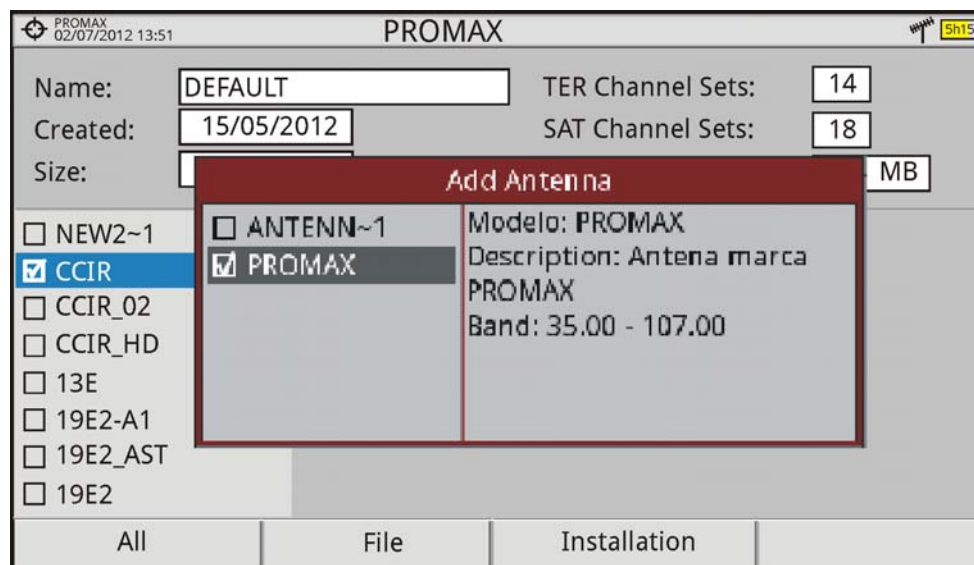 PROMAX
02/07/2012 13:51
PROMAX
5h15
Name:
DEFAULT
TER Channel Sets:
14
Created:
15/05/2012
SAT Channel Sets:
18
Size:
MB
Add Antenna
ANTENN~1
PROMAX
Modelo: PROMAX
Description: Antena marca
PROMAX
Band: 35.00 - 107.00
NEW2~1
CCIR
CCIR_02
CCIR_HD
13E
19E2-A1
19E2_AST
19E2
All
File
Installation